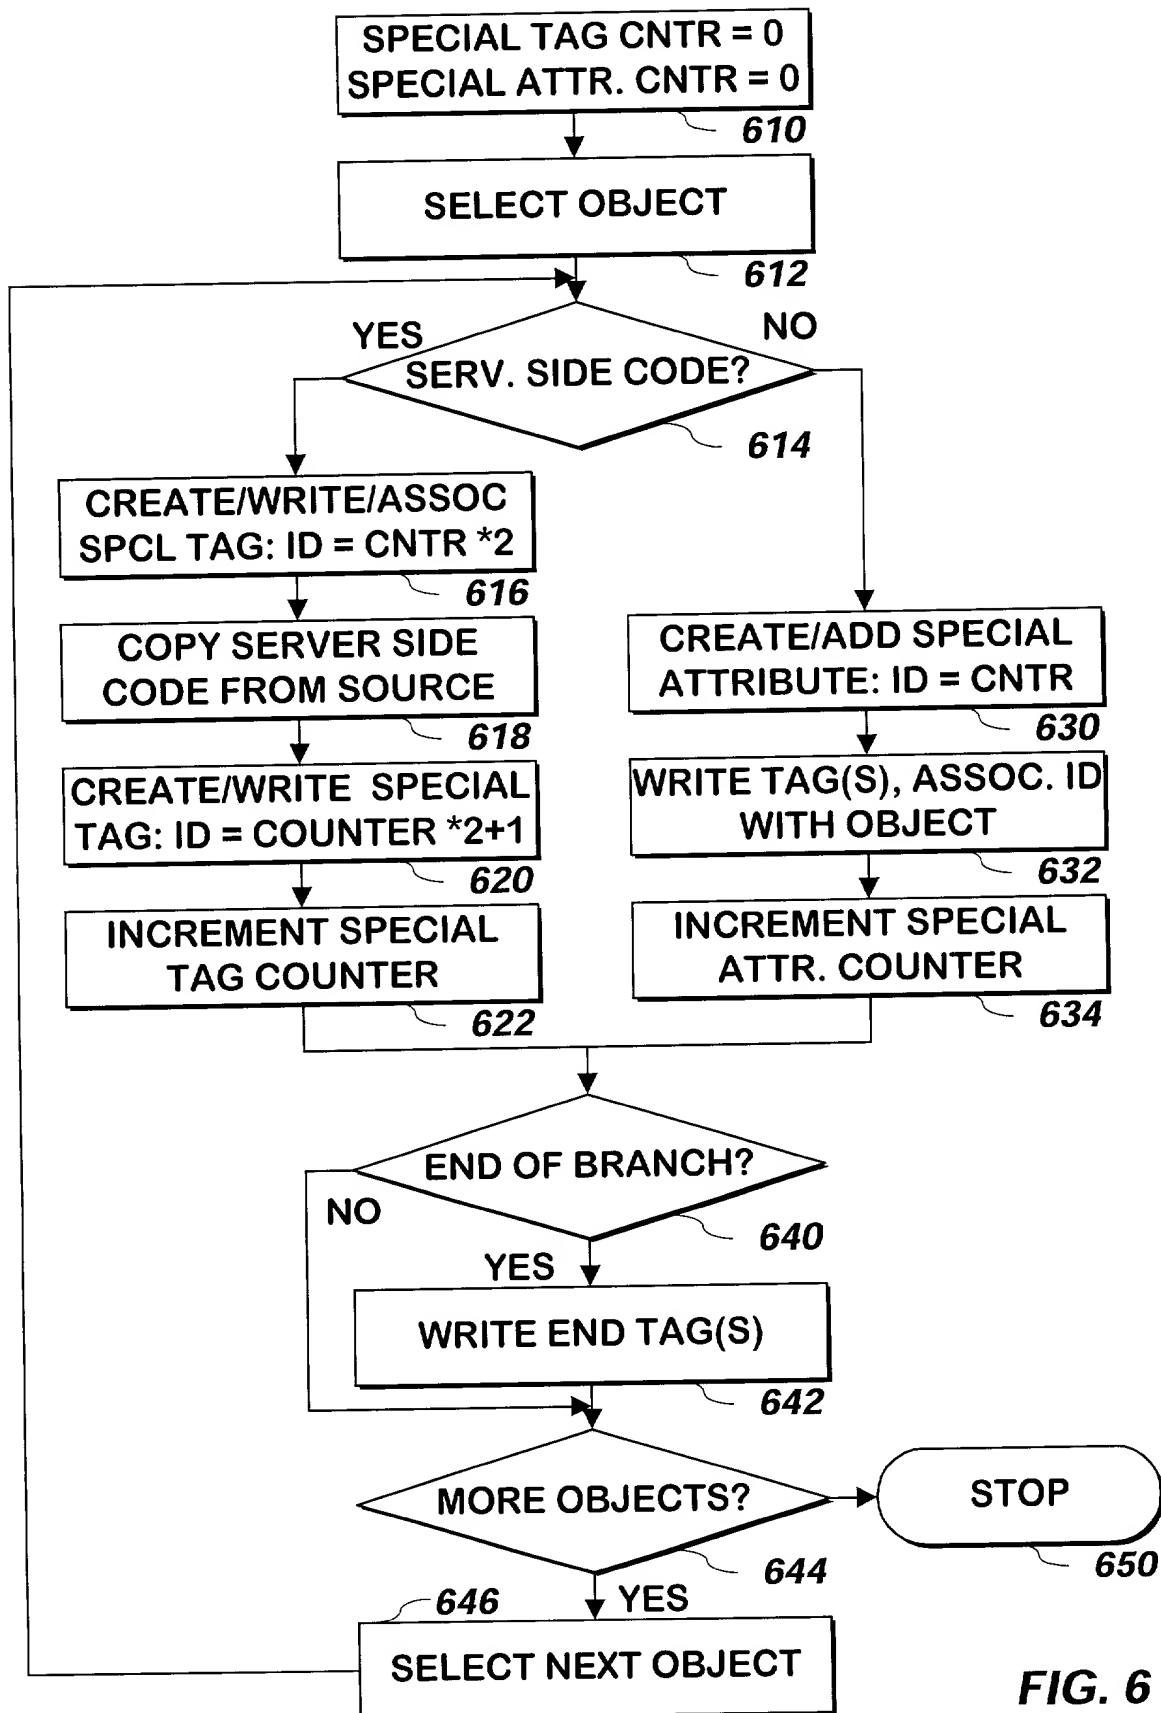 SPECIAL TAG CNTR = 0
SPECIAL ATTR. CNTR = 0
610
SELECT OBJECT
612
YES
NO
SERV. SIDE CODE?
614
CREATE/WRITE/ASSOC
SPCL TAG: ID = CNTR *2
616
COPY SERVER SIDE
CODE FROM SOURCE
618
CREATE/WRITE SPECIAL
TAG: ID = COUNTER *2+1
620
INCREMENT SPECIAL
TAG COUNTER
622
CREATE/ADD SPECIAL
ATTRIBUTE: ID = CNTR
630
WRITE TAG(S), ASSOC. ID
WITH OBJECT
632
INCREMENT SPECIAL
ATTR. COUNTER
634
END OF BRANCH?
NO
640
YES
WRITE END TAG(S)
642
MORE OBJECTS?
644
STOP
650
YES
646
SELECT NEXT OBJECT
FIG. 6